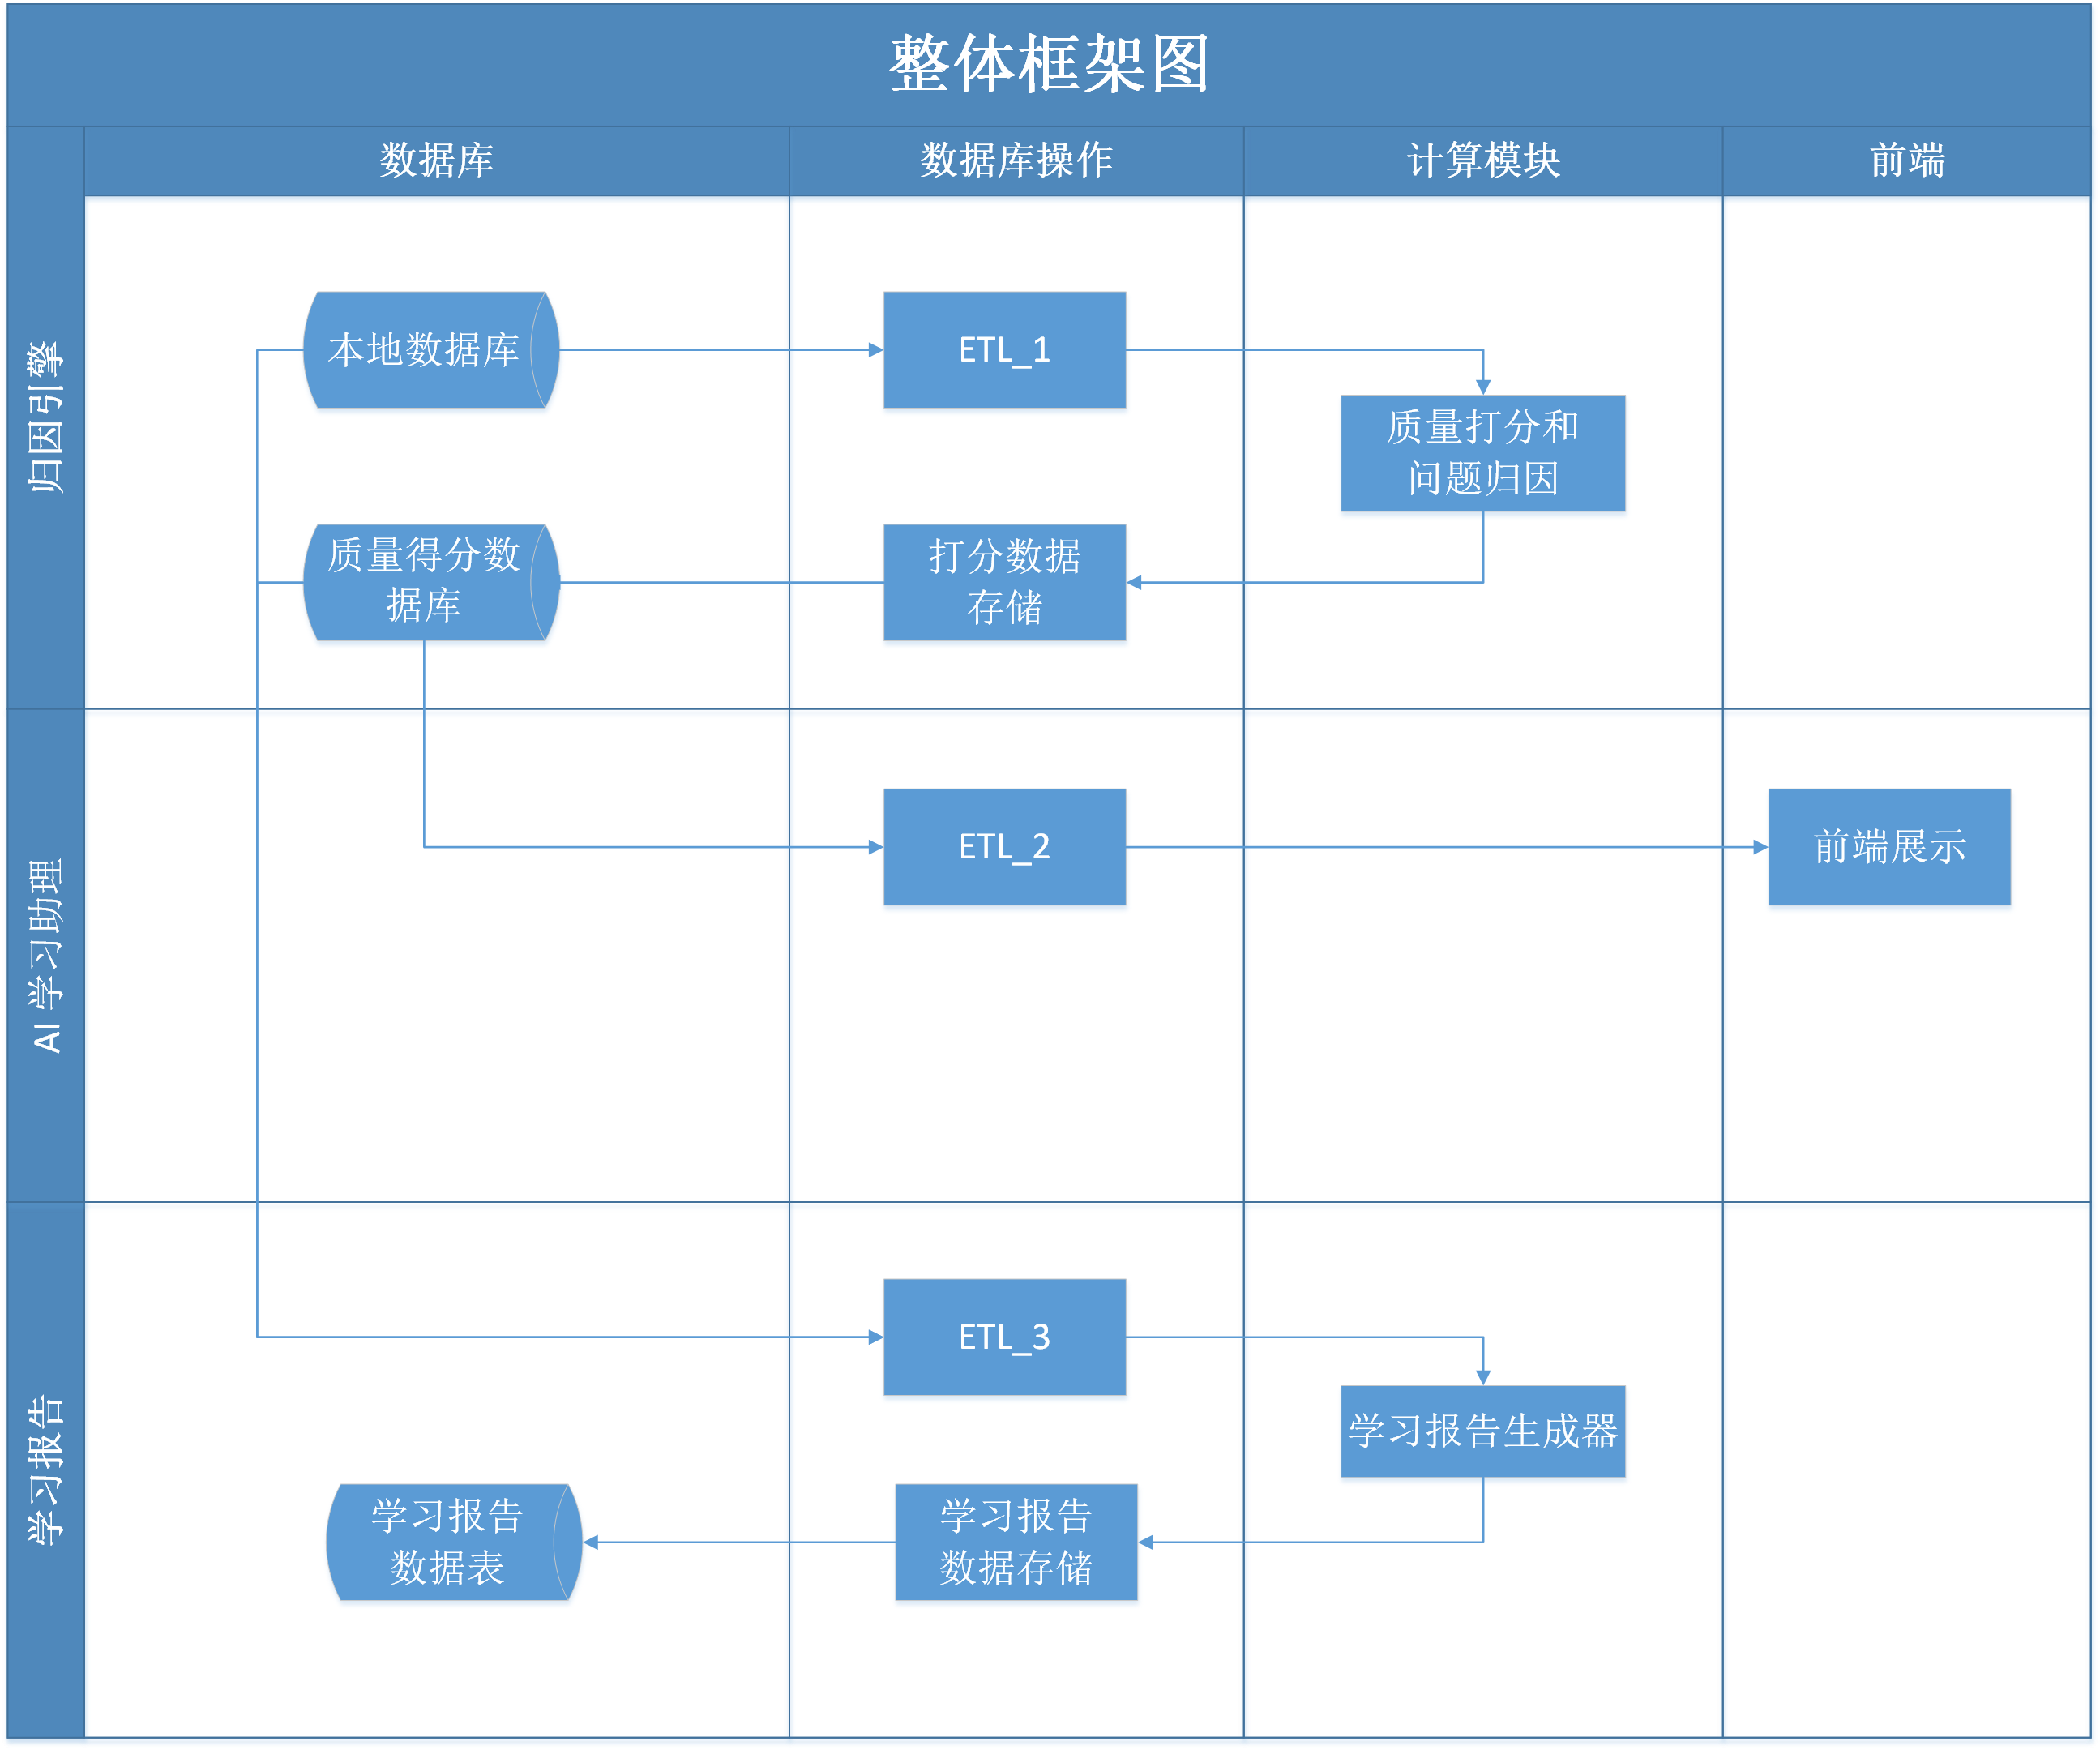 整体框架图
数据库
数据库操作
计算模块
前端
归因引擎
本地数据库
ETL_1
质量打分和
问题归因
质量得分数
据库
打分数据
存储
AI 学习助理
ETL_2
前端展示
学习报告
ETL_3
学习报告生成器
学习报告
数据表
学习报告
数据存储